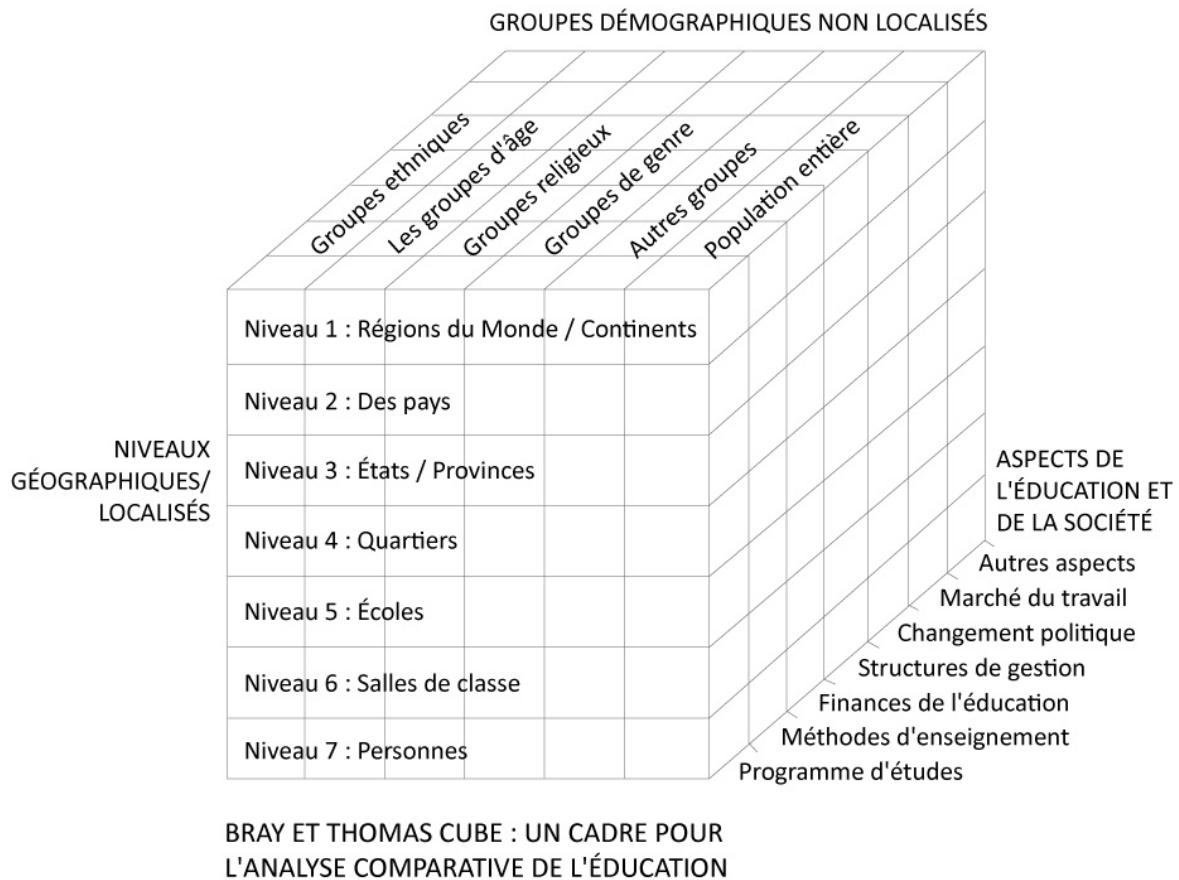 GROUPES DÉMOGRAPHIQUES NON LOCALISÉS
Groupes ethniques
Les groupes d'âge
Groupes religieux
Groupes de genre
Autres groupes
Population entière
Niveau 1 : Régions du Monde / Continents
Niveau 2 : Des pays
Niveau 3 : États / Provinces
Niveau 4 : Quartiers
Niveau 5 : Écoles
Niveau 6 : Salles de classe
Niveau 7 : Personnes
NIVEAUX
GÉOGRAPHIQUES/
LOCALISÉS
ASPECTS DE
L'ÉDUCATION ET
DE LA SOCIÉTÉ
Autres aspects
Marché du travail
Changement politique
Structures de gestion
Finances de l'éducation
Méthodes d'enseignement
Programme d'études
BRAY ET THOMAS CUBE : UN CADRE POUR
L'ANALYSE COMPARATIVE DE L'ÉDUCATION